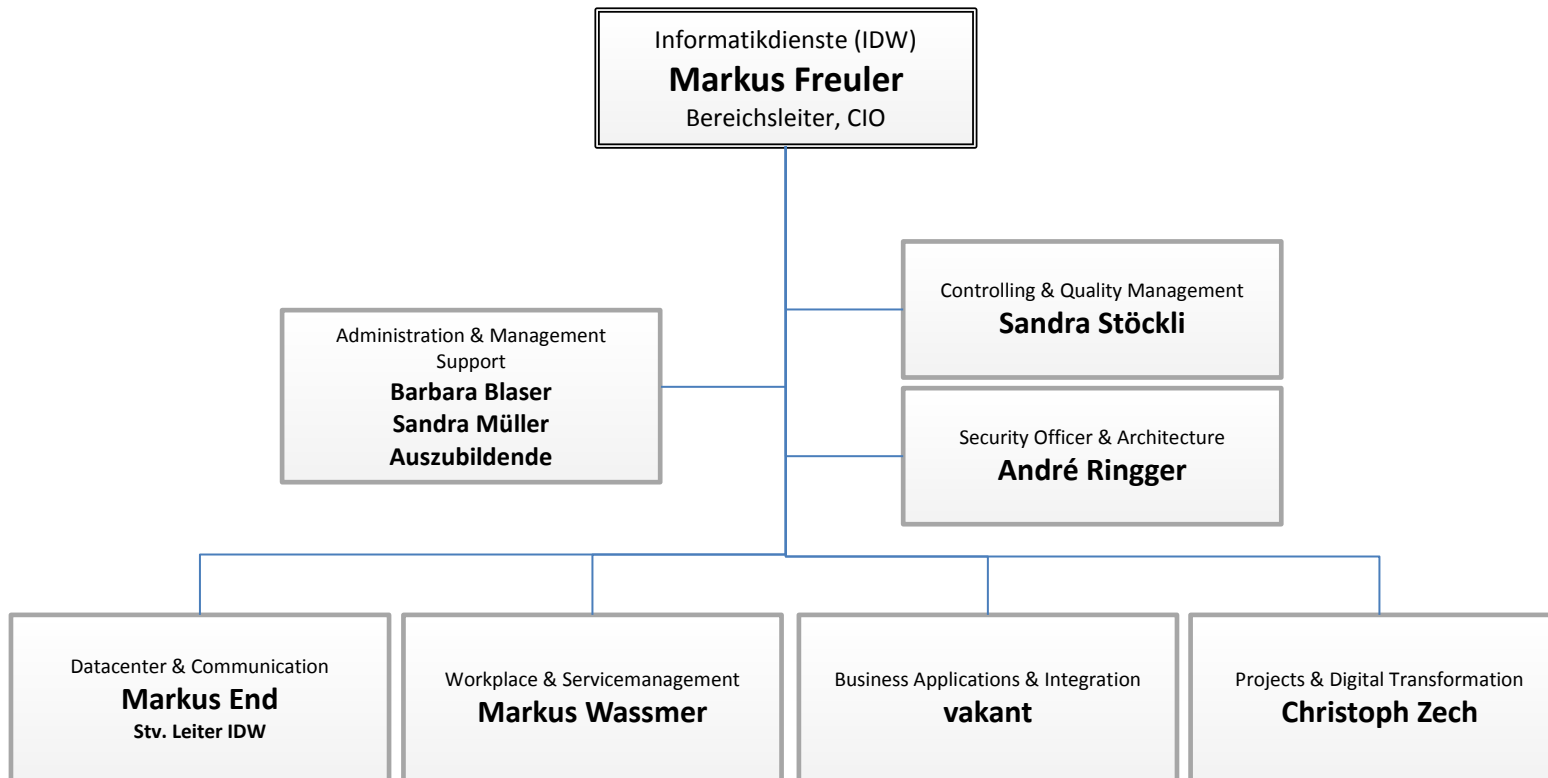 Informatikdienste (IDW)
Markus Freuler
Bereichsleiter, CIO
Controlling & Quality Management
Sandra Stöckli
Administration & Management
Support
Barbara Blaser
Sandra Müller
Auszubildende
Security Officer & Architecture
André Ringger
Datacenter & Communication
Markus End
Stv. Leiter IDW
Workplace & Servicemanagement
Markus Wassmer
Business Applications & Integration
vakant
Projects & Digital Transformation
Christoph Zech